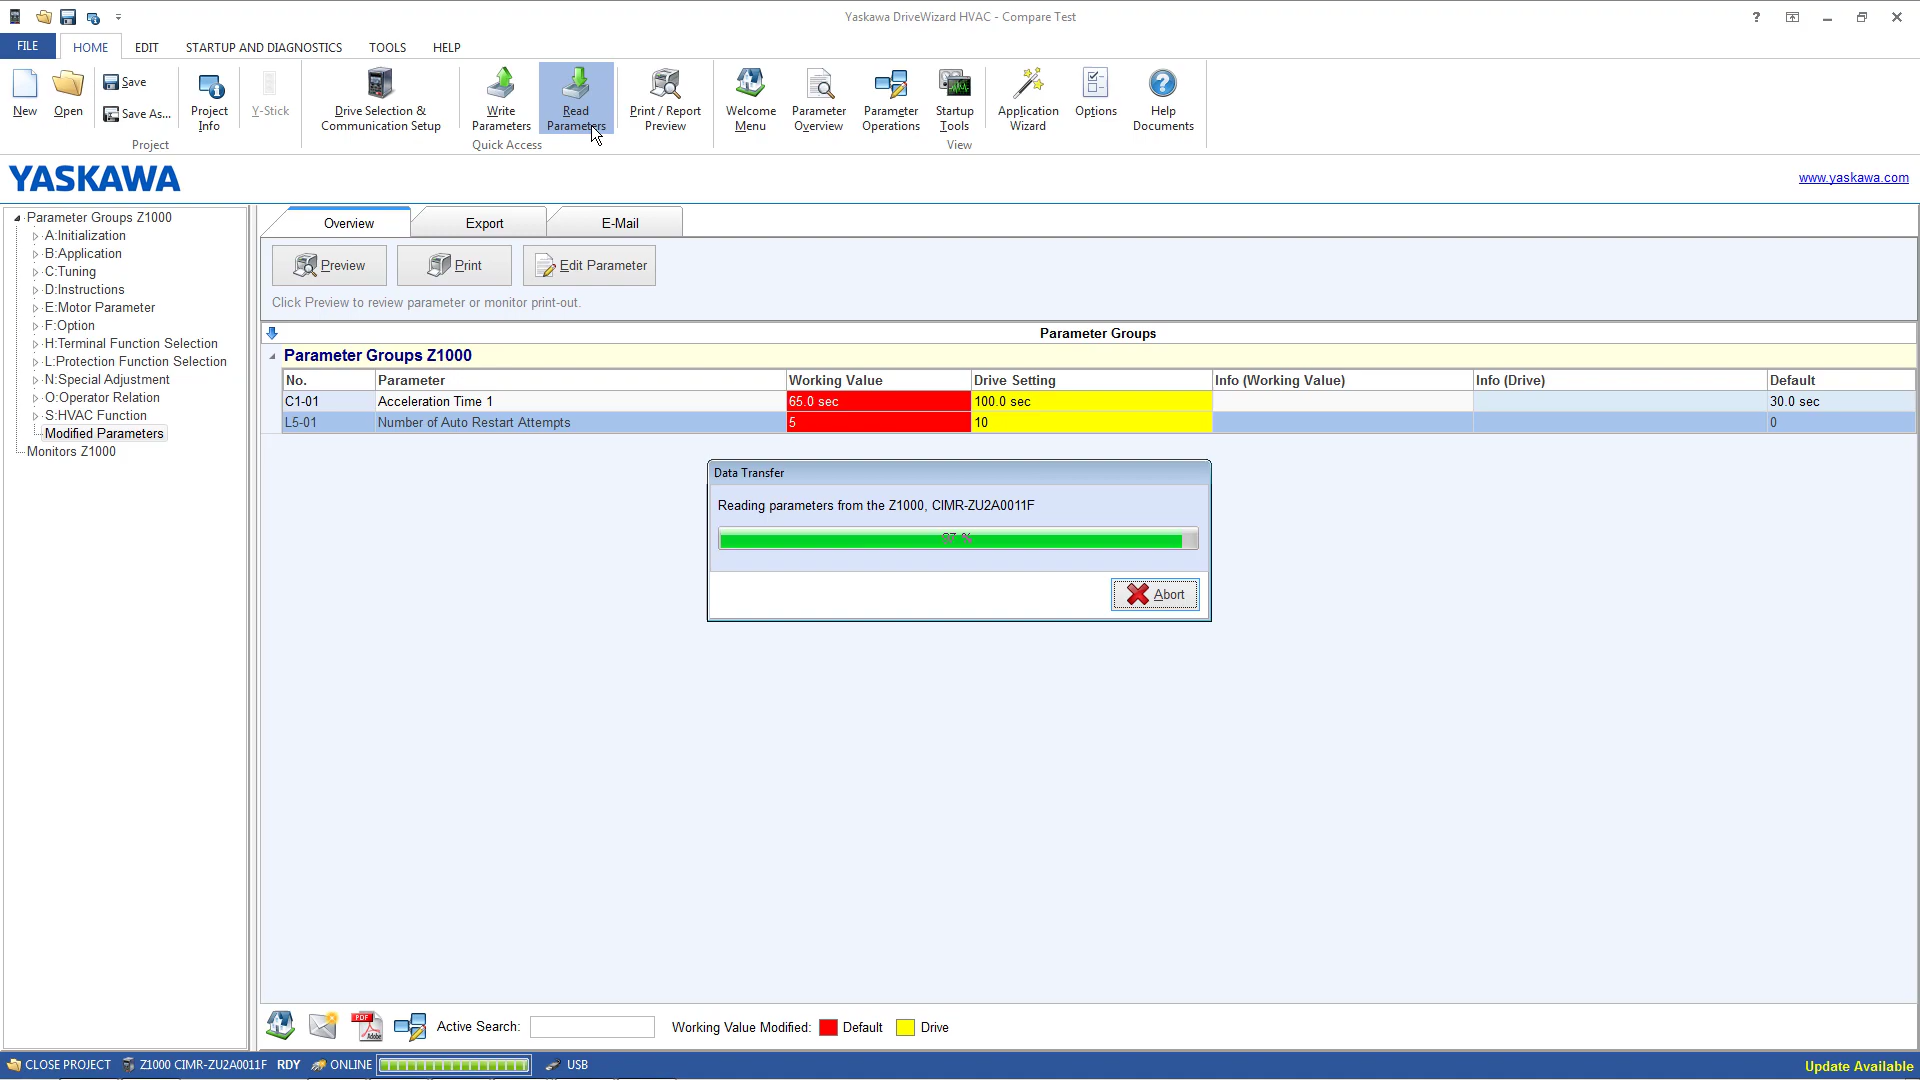 Yaskawa DriveWizard HVAC - Compare Test
FILE
HOME
EDIT
STARTUP AND DIAGNOSTICS
TOOLS
HELP
New
Open
Save
Save As...
Project
Info
Y-Stick
Drive Selection &
Communication Setup
Write
Parameters
Read
Parameters
Print / Report
Preview
Welcome
Menu
Parameter
Overview
Parameter
Operations
Startup
Tools
Application
Wizard
Options
Help
Documents
Project
Quick Access
View
YASKAWA
www.yaskawa.com
Parameter Groups Z1000
A:Initialization
B:Application
C:Tuning
D:Instructions
E:Motor Parameter
F:Option
H:Terminal Function Selection
L:Protection Function Selection
N:Special Adjustment
O:Operator Relation
S:HVAC Function
Modified Parameters
Monitors Z1000
Overview
Export
E-Mail
Preview
Print
Edit Parameter
Click Preview to review parameter or monitor print-out.
Parameter Groups
Parameter Groups Z1000
No. Parameter Working Value Drive Setting Info (Working Value) Info (Drive) Default
C1-01 Acceleration Time 1 65.0 sec 100.0 sec 30.0 sec
L5-01 Number of Auto Restart Attempts 5 10 0
Data Transfer
Reading parameters from the Z1000, CIMR-ZU2A0011F
97 %
Abort
PDF
Adobe
Active Search:
Working Value Modified: Default Drive
CLOSE PROJECT Z1000 CIMR-ZU2A0011F RDY ONLINE USB
Update Available